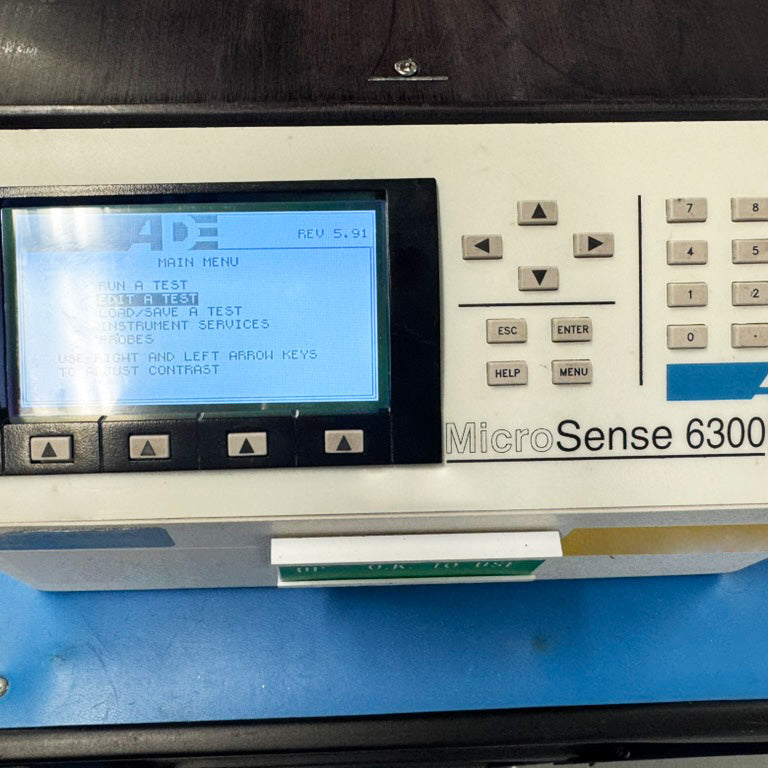 ADE
REV 5.91
MAIN MENU
RUN A TEST
EDIT A TEST
LOAD/SAVE A TEST
INSTRUMENT SERVICES
PROBES
USE RIGHT AND LEFT ARROW KEYS
TO ADJUST CONTRAST
7 8
4 5
1 2
0 .
ESC ENTER
HELP MENU
MicroSense 6300
UP O.K. TO USE